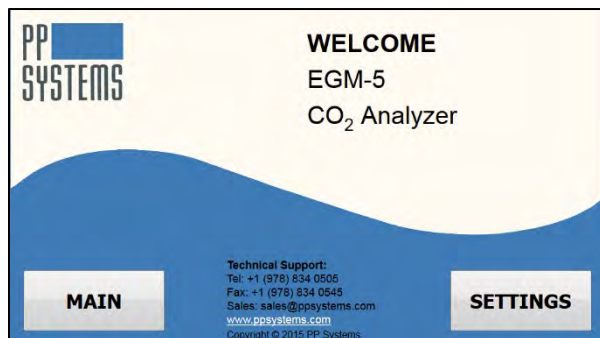 PP
SYSTEMS
WELCOME
EGM-5
CO₂ Analyzer
Technical Support:
Tel: +1 (978) 834 0505
Fax: +1 (978) 834 0545
Sales: sales@ppsystems.com
www.ppsystems.com
Copyright © 2015 PP Systems
MAIN
SETTINGS